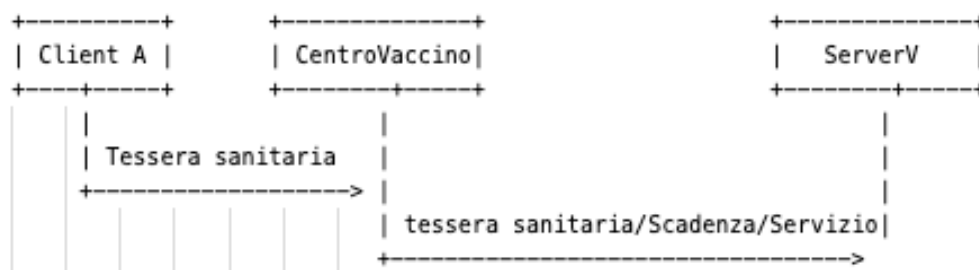 Client A CentroVaccino ServerV
Tessera sanitaria
tessera sanitaria/Scadenza/Servizio